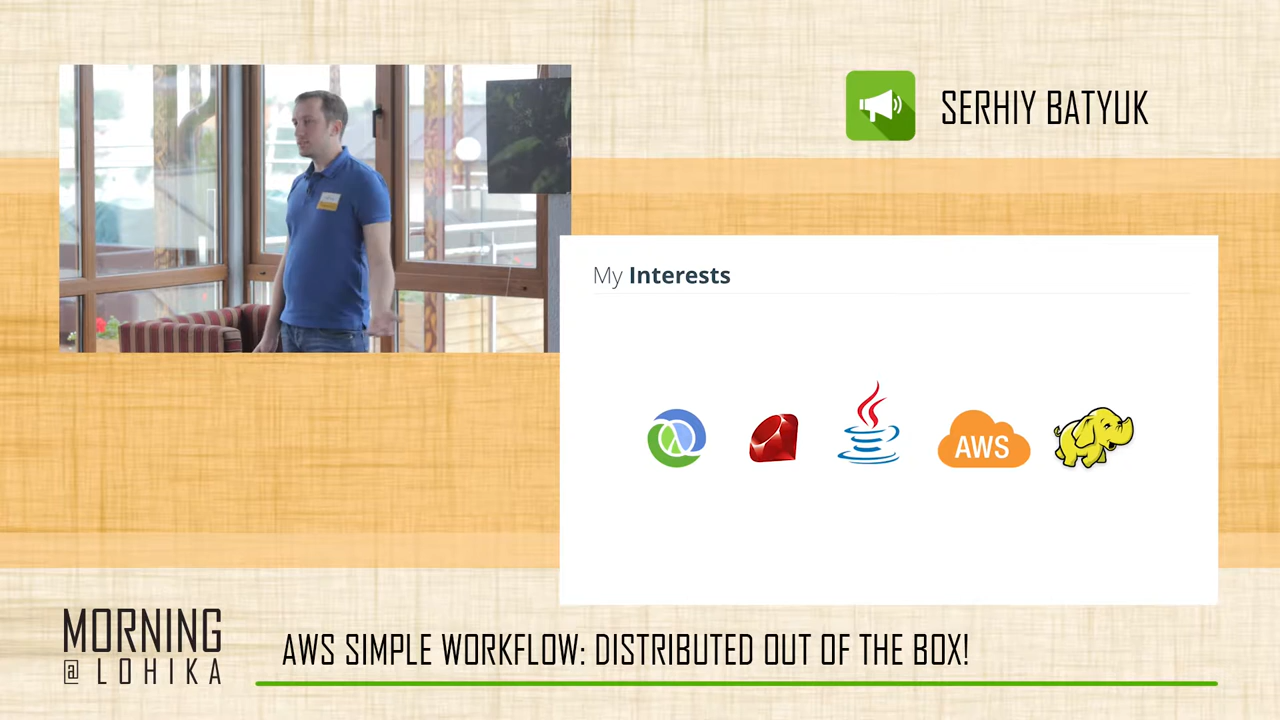 SERHIY BATYUK
My Interests
AWS
MORNING
@ LOHIKA
AWS SIMPLE WORKFLOW: DISTRIBUTED OUT OF THE BOX!